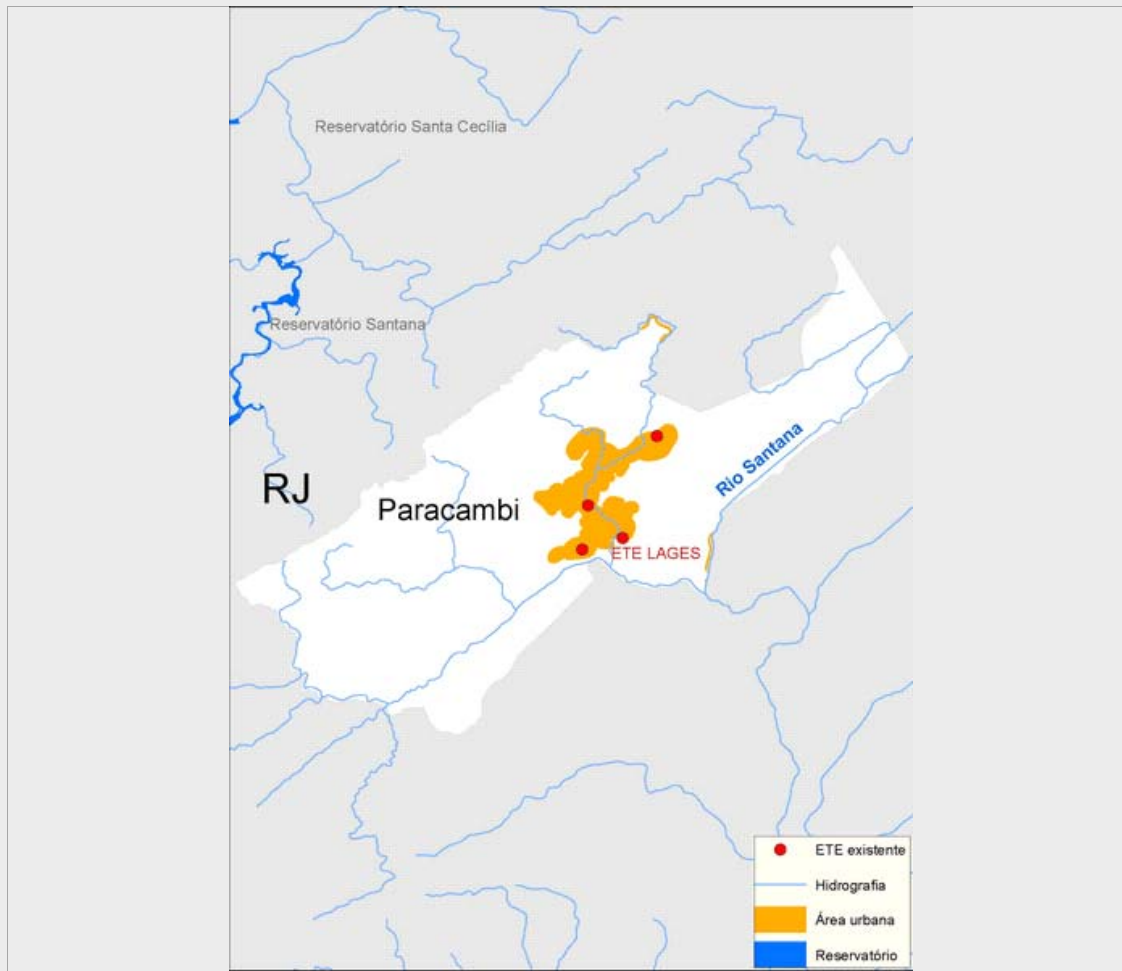 Reservatório Santa Cecília
Reservatório Santana
Rio Santana
RJ
Paracambi
ETE LAGES
ETE existente
Hidrografia
Área urbana
Reservatório